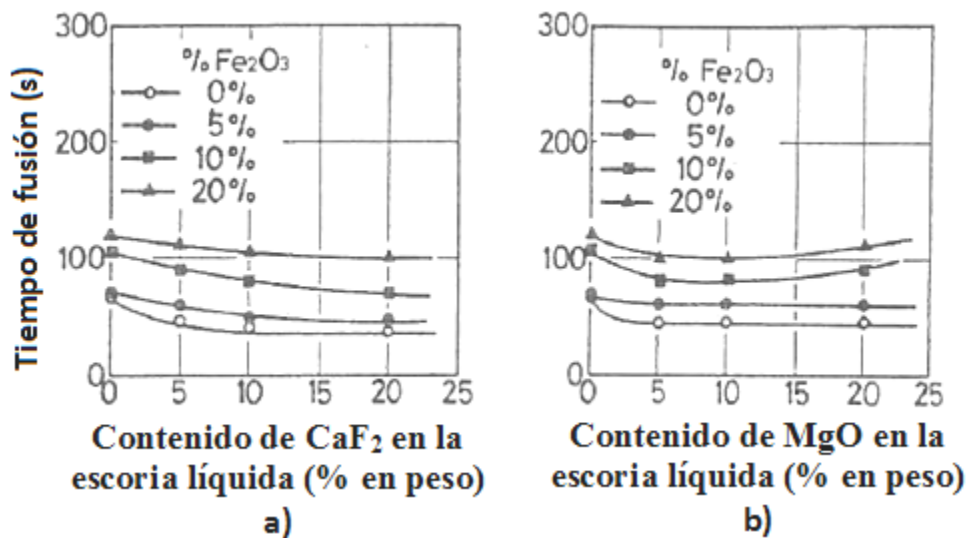 Tiempo de fusión (s)
300
200
100
0
% Fe₂O₃
0%
5%
10%
20%
0 5 10 15 20 25
Contenido de CaF₂ en la
escoria líquida (% en peso)
a)
300
200
100
0
% Fe₂O₃
0%
5%
10%
20%
0 5 10 15 20 25
Contenido de MgO en la
escoria líquida (% en peso)
b)